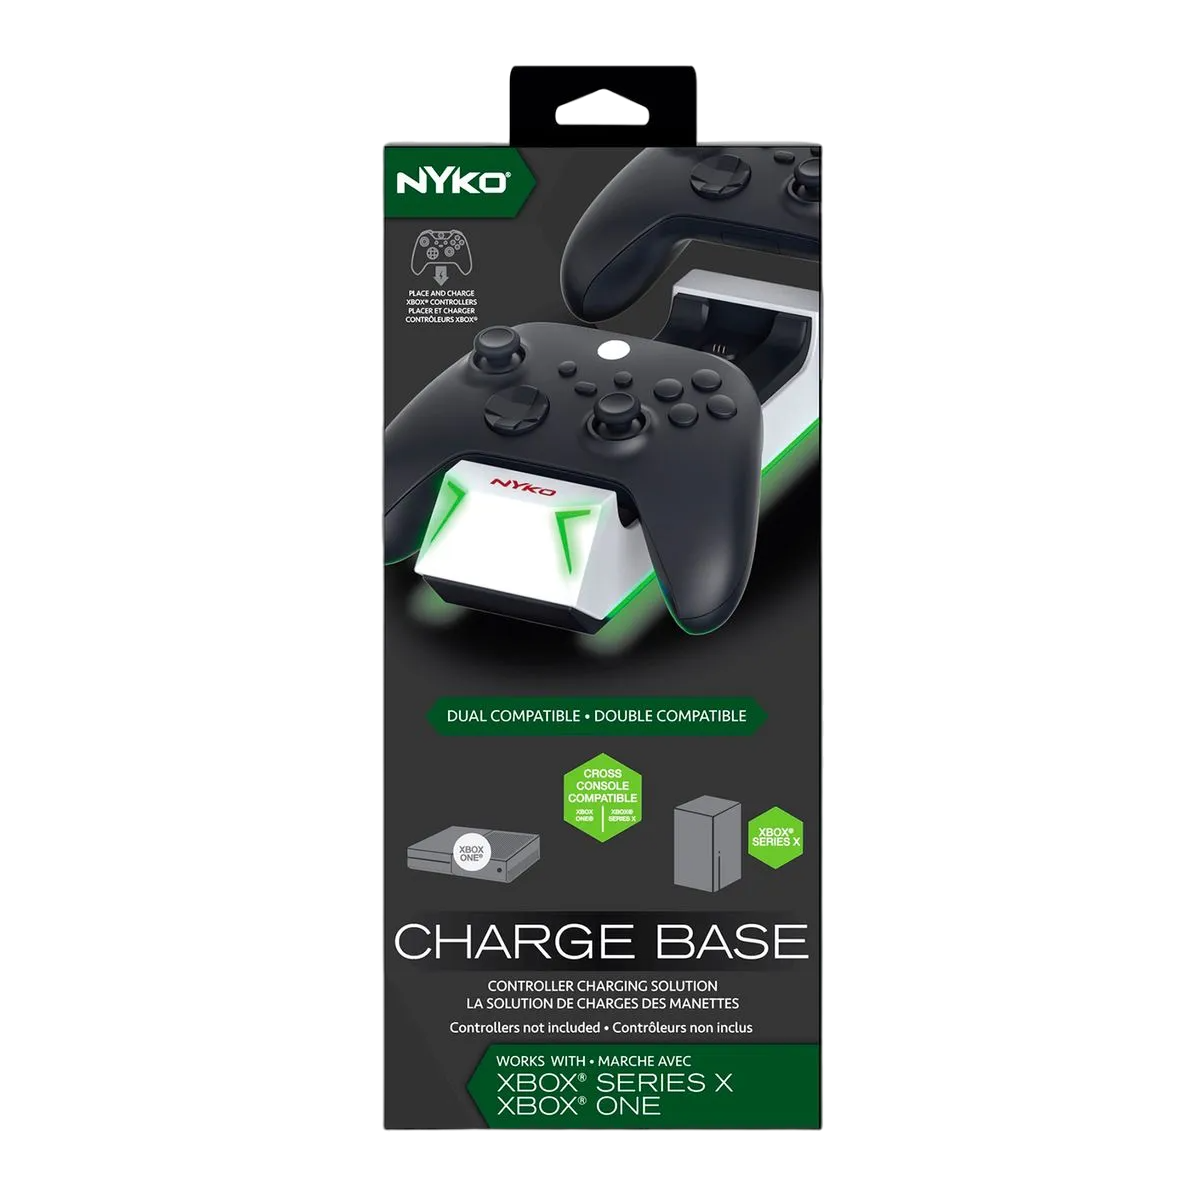 NYKO®
PLACE AND CHARGE
XBOX® CONTROLLERS
PLACER ET CHARGER
CONTRÔLEURS XBOX®
NYKO
DUAL COMPATIBLE • DOUBLE COMPATIBLE
CROSS
CONSOLE
COMPATIBLE
XBOX
ONE®
XBOX®
SERIES X
XBOX
ONE®
XBOX®
SERIES X
CHARGE BASE
CONTROLLER CHARGING SOLUTION
LA SOLUTION DE CHARGES DES MANETTES
Controllers not included • Contrôleurs non inclus
WORKS WITH • MARCHE AVEC
XBOX® SERIES X
XBOX® ONE